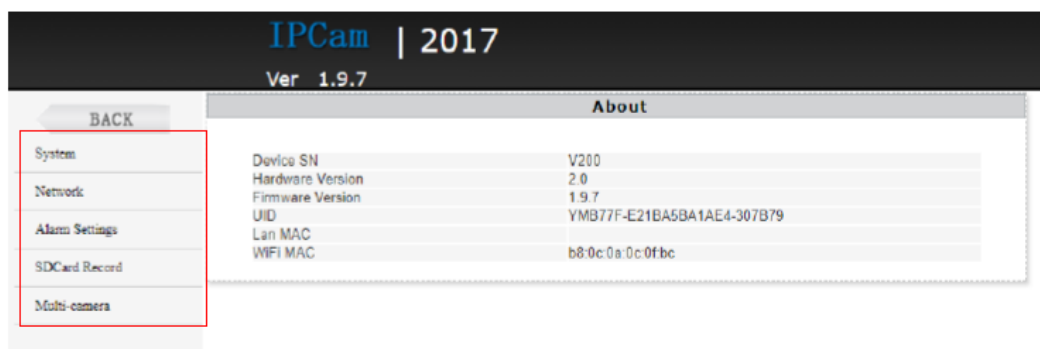 IPCam | 2017
Ver 1.9.7
BACK
System
Network
Alarm Settings
SDCard Record
Multi-camera
About
Device SN V200
Hardware Version 2.0
Firmware Version 1.9.7
UID YMB77F-E21BA5BA1AE4-307B79
Lan MAC
WIFI MAC b8:0c:0a:0c:0f:bc